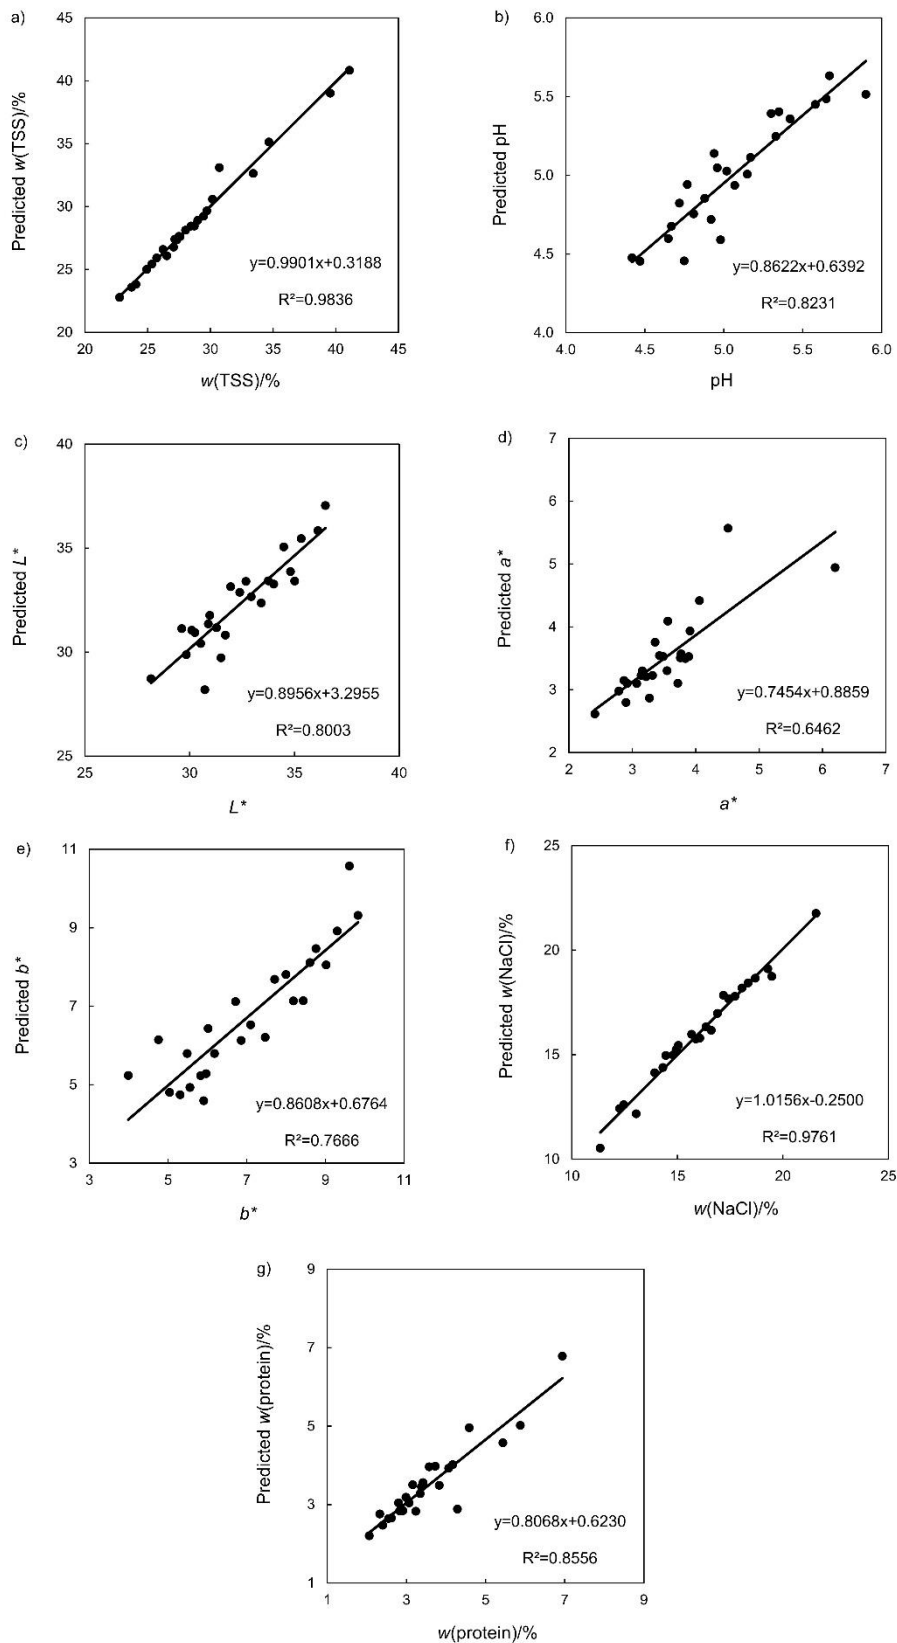 a)
45
40
35
30
25
20
Predicted w(TSS)/%
y=0.9901x+0.3188
R²=0.9836
20 25 30 35 40 45
w(TSS)/%
b)
6.0
5.5
5.0
4.5
4.0
Predicted pH
y=0.8622x+0.6392
R²=0.8231
4.0 4.5 5.0 5.5 6.0
pH
c)
40
35
30
25
Predicted L*
y=0.8956x+3.2955
R²=0.8003
25 30 35 40
L*
d)
7
6
5
4
3
2
Predicted a*
y=0.7454x+0.8859
R²=0.6462
2 3 4 5 6 7
a*
e)
11
9
7
5
3
Predicted b*
y=0.8608x+0.6764
R²=0.7666
3 5 7 9 11
b*
f)
25
20
15
10
Predicted w(NaCl)/%
y=1.0156x-0.2500
R²=0.9761
10 15 20 25
w(NaCl)/%
g)
9
7
5
3
1
Predicted w(protein)/%
y=0.8068x+0.6230
R²=0.8556
1 3 5 7 9
w(protein)/%